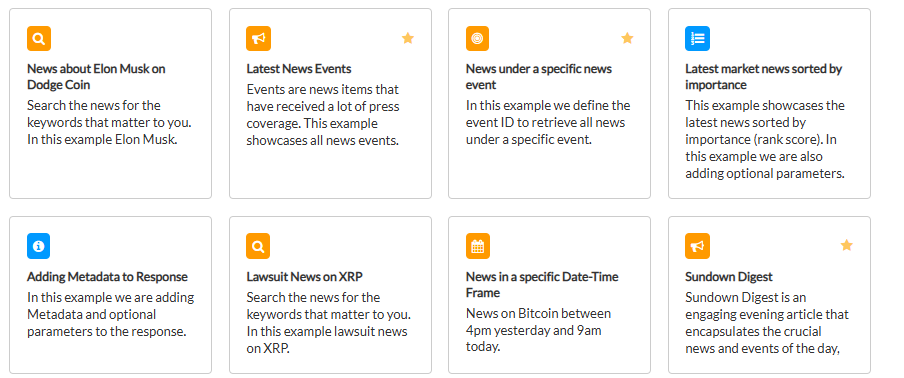 News about Elon Musk on
Dodge Coin
Search the news for the
keywords that matter to you.
In this example Elon Musk.
Latest News Events
Events are news items that
have received a lot of press
coverage. This example
showcases all news events.
News under a specific news
event
In this example we define the
event ID to retrieve all news
under a specific event.
Latest market news sorted by
importance
This example showcases the
latest news sorted by
importance (rank score). In
this example we are also
adding optional parameters.
Adding Metadata to Response
In this example we are adding
Metadata and optional
parameters to the response.
Lawsuit News on XRP
Search the news for the
keywords that matter to you.
In this example lawsuit news
on XRP.
News in a specific Date-Time
Frame
News on Bitcoin between
4pm yesterday and 9am
today.
Sundown Digest
Sundown Digest is an
engaging evening article that
encapsulates the crucial
news and events of the day,